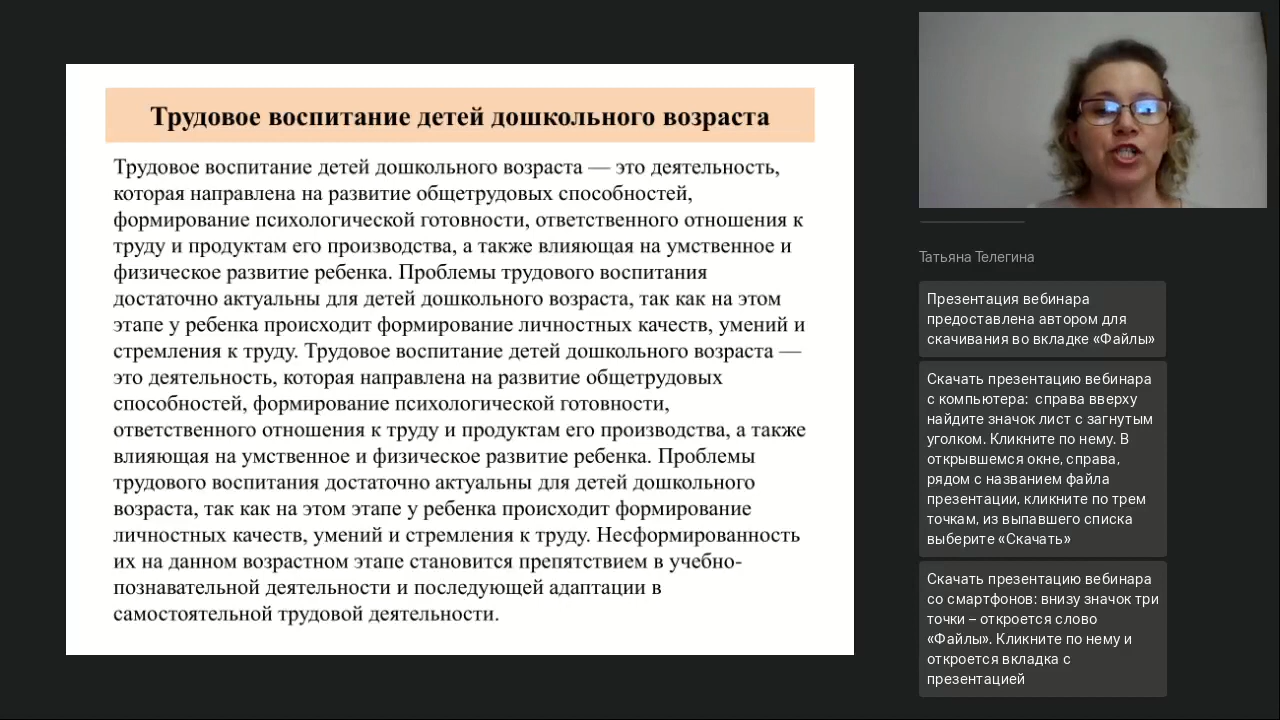 Трудовое воспитание детей дошкольного возраста
Трудовое воспитание детей дошкольного возраста — это деятельность,
которая направлена на развитие общетрудовых способностей,
формирование психологической готовности, ответственного отношения к
труду и продуктам его производства, а также влияющая на умственное и
физическое развитие ребенка. Проблемы трудового воспитания
достаточно актуальны для детей дошкольного возраста, так как на этом
этапе у ребенка происходит формирование личностных качеств, умений и
стремления к труду. Трудовое воспитание детей дошкольного возраста —
это деятельность, которая направлена на развитие общетрудовых
способностей, формирование психологической готовности,
ответственного отношения к труду и продуктам его производства, а также
влияющая на умственное и физическое развитие ребенка. Проблемы
трудового воспитания достаточно актуальны для детей дошкольного
возраста, так как на этом этапе у ребенка происходит формирование
личностных качеств, умений и стремления к труду. Несформированность
их на данном возрастном этапе становится препятствием в учебно-
познавательной деятельности и последующей адаптации в
самостоятельной трудовой деятельности.
Татьяна Телегина
Презентация вебинара
предоставлена автором для
скачивания во вкладке «Файлы»
Скачать презентацию вебинара
с компьютера: справа вверху
найдите значок лист с загнутым
уголком. Кликните по нему. В
открывшемся окне, справа,
рядом с названием файла
презентации, кликните по трем
точкам, из выпавшего списка
выберите «Скачать»
Скачать презентацию вебинара
со смартфонов: внизу значок три
точки – откроется слово
«Файлы». Кликните по нему и
откроется вкладка с
презентацией